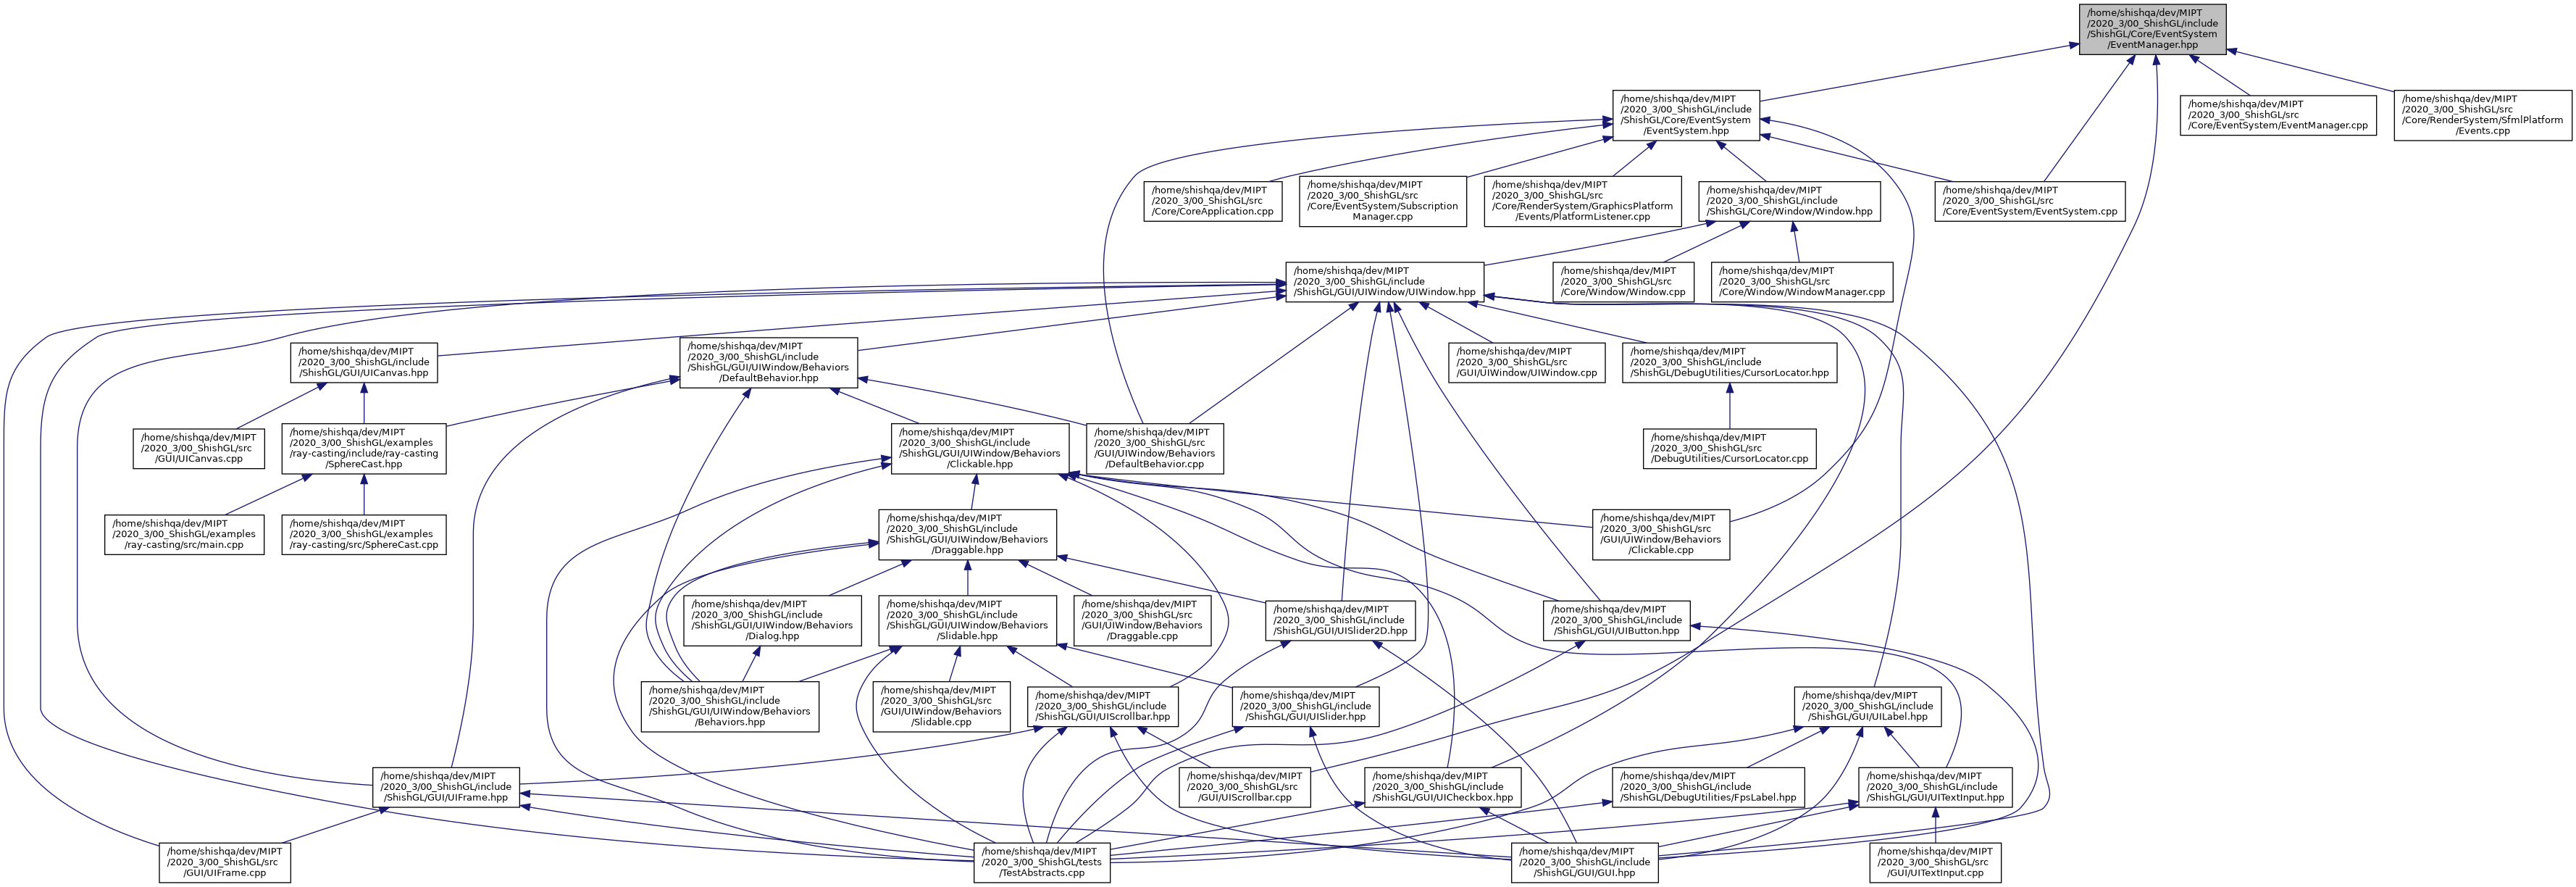 /home/shishqa/dev/MIPT
/2020_3/00_ShishGL/include
/ShishGL/Core/EventSystem
/EventManager.hpp
/home/shishqa/dev/MIPT
/2020_3/00_ShishGL/include
/ShishGL/Core/EventSystem
/EventSystem.hpp
/home/shishqa/dev/MIPT
/2020_3/00_ShishGL/src
/Core/EventSystem/EventManager.cpp
/home/shishqa/dev/MIPT
/2020_3/00_ShishGL/src
/Core/RenderSystem/SfmlPlatform
/Events.cpp
/home/shishqa/dev/MIPT
/2020_3/00_ShishGL/src
/Core/CoreApplication.cpp
/home/shishqa/dev/MIPT
/2020_3/00_ShishGL/src
/Core/EventSystem/Subscription
Manager.cpp
/home/shishqa/dev/MIPT
/2020_3/00_ShishGL/src
/Core/RenderSystem/GraphicsPlatform
/Events/PlatformListener.cpp
/home/shishqa/dev/MIPT
/2020_3/00_ShishGL/include
/ShishGL/Core/Window/Window.hpp
/home/shishqa/dev/MIPT
/2020_3/00_ShishGL/src
/Core/EventSystem/EventSystem.cpp
/home/shishqa/dev/MIPT
/2020_3/00_ShishGL/include
/ShishGL/GUI/UIWindow/UIWindow.hpp
/home/shishqa/dev/MIPT
/2020_3/00_ShishGL/src
/Core/Window/Window.cpp
/home/shishqa/dev/MIPT
/2020_3/00_ShishGL/src
/Core/Window/WindowManager.cpp
/home/shishqa/dev/MIPT
/2020_3/00_ShishGL/include
/ShishGL/GUI/UICanvas.hpp
/home/shishqa/dev/MIPT
/2020_3/00_ShishGL/include
/ShishGL/GUI/UIWindow/Behaviors
/DefaultBehavior.hpp
/home/shishqa/dev/MIPT
/2020_3/00_ShishGL/src
/GUI/UIWindow/UIWindow.cpp
/home/shishqa/dev/MIPT
/2020_3/00_ShishGL/include
/ShishGL/DebugUtilities/CursorLocator.hpp
/home/shishqa/dev/MIPT
/2020_3/00_ShishGL/src
/GUI/UICanvas.cpp
/home/shishqa/dev/MIPT
/2020_3/00_ShishGL/examples
/ray-casting/include/ray-casting
/SphereCast.hpp
/home/shishqa/dev/MIPT
/2020_3/00_ShishGL/include
/ShishGL/GUI/UIWindow/Behaviors
/Clickable.hpp
/home/shishqa/dev/MIPT
/2020_3/00_ShishGL/src
/GUI/UIWindow/Behaviors
/DefaultBehavior.cpp
/home/shishqa/dev/MIPT
/2020_3/00_ShishGL/src
/DebugUtilities/CursorLocator.cpp
/home/shishqa/dev/MIPT
/2020_3/00_ShishGL/examples
/ray-casting/src/main.cpp
/home/shishqa/dev/MIPT
/2020_3/00_ShishGL/examples
/ray-casting/src/SphereCast.cpp
/home/shishqa/dev/MIPT
/2020_3/00_ShishGL/include
/ShishGL/GUI/UIWindow/Behaviors
/Draggable.hpp
/home/shishqa/dev/MIPT
/2020_3/00_ShishGL/src
/GUI/UIWindow/Behaviors
/Clickable.cpp
/home/shishqa/dev/MIPT
/2020_3/00_ShishGL/include
/ShishGL/GUI/UIWindow/Behaviors
/Dialog.hpp
/home/shishqa/dev/MIPT
/2020_3/00_ShishGL/include
/ShishGL/GUI/UIWindow/Behaviors
/Slidable.hpp
/home/shishqa/dev/MIPT
/2020_3/00_ShishGL/src
/GUI/UIWindow/Behaviors
/Draggable.cpp
/home/shishqa/dev/MIPT
/2020_3/00_ShishGL/include
/ShishGL/GUI/UISlider2D.hpp
/home/shishqa/dev/MIPT
/2020_3/00_ShishGL/include
/ShishGL/GUI/UIButton.hpp
/home/shishqa/dev/MIPT
/2020_3/00_ShishGL/include
/ShishGL/GUI/UIWindow/Behaviors
/Behaviors.hpp
/home/shishqa/dev/MIPT
/2020_3/00_ShishGL/src
/GUI/UIWindow/Behaviors
/Slidable.cpp
/home/shishqa/dev/MIPT
/2020_3/00_ShishGL/include
/ShishGL/GUI/UIScrollbar.hpp
/home/shishqa/dev/MIPT
/2020_3/00_ShishGL/include
/ShishGL/GUI/UISlider.hpp
/home/shishqa/dev/MIPT
/2020_3/00_ShishGL/include
/ShishGL/GUI/UILabel.hpp
/home/shishqa/dev/MIPT
/2020_3/00_ShishGL/include
/ShishGL/GUI/UIFrame.hpp
/home/shishqa/dev/MIPT
/2020_3/00_ShishGL/src
/GUI/UIScrollbar.cpp
/home/shishqa/dev/MIPT
/2020_3/00_ShishGL/include
/ShishGL/GUI/UICheckbox.hpp
/home/shishqa/dev/MIPT
/2020_3/00_ShishGL/include
/ShishGL/DebugUtilities/FpsLabel.hpp
/home/shishqa/dev/MIPT
/2020_3/00_ShishGL/include
/ShishGL/GUI/UITextInput.hpp
/home/shishqa/dev/MIPT
/2020_3/00_ShishGL/src
/GUI/UIFrame.cpp
/home/shishqa/dev/MIPT
/2020_3/00_ShishGL/tests
/TestAbstracts.cpp
/home/shishqa/dev/MIPT
/2020_3/00_ShishGL/include
/ShishGL/GUI/GUI.hpp
/home/shishqa/dev/MIPT
/2020_3/00_ShishGL/src
/GUI/UITextInput.cpp